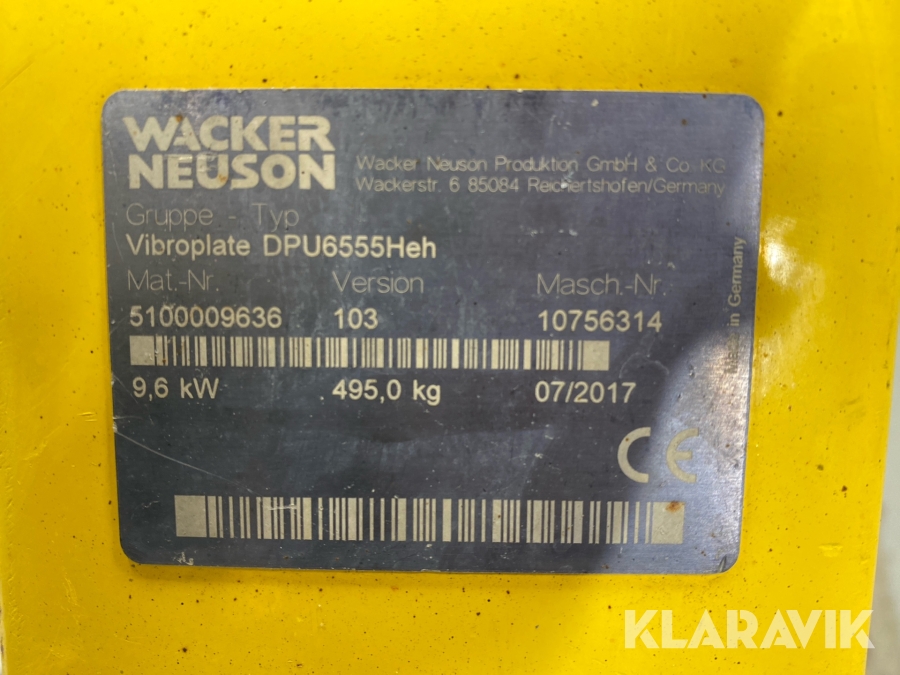 WACKER
NEUSON
Wacker Neuson Produktion GmbH & Co. KG
Wackerstr. 6 85084 Reichertshofen/Germany
Gruppe - Typ
Vibroplate DPU6555Heh
Mat.-Nr. Version Masch.-Nr.
5100009636 103 10756314
9,6 kW 495,0 kg 07/2017
Made in Germany
CE
KLARAVIK